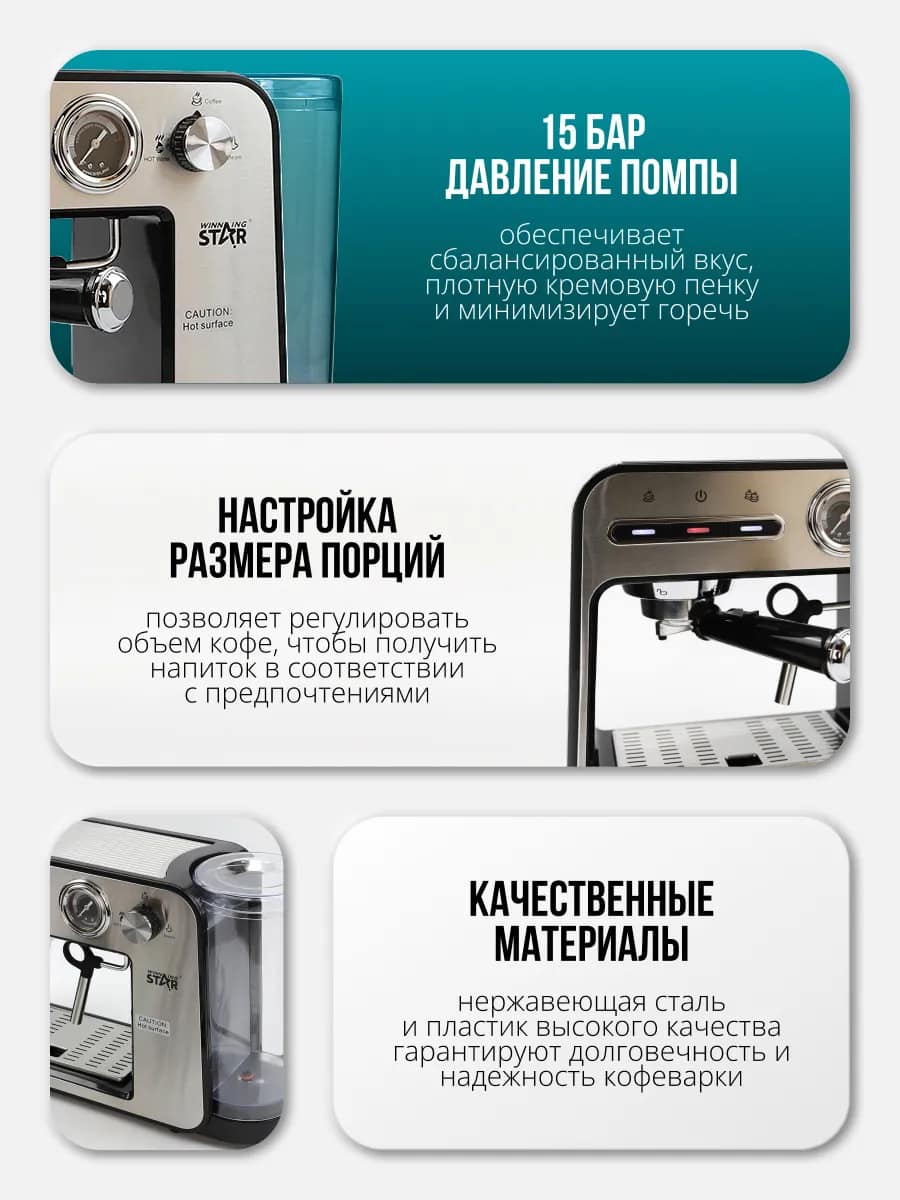 Coffee
HOT Water
Steam
WINNING
STAR
CAUTION:
Hot surface
15 БАР
ДАВЛЕНИЕ ПОМПЫ
обеспечивает
сбалансированный вкус,
плотную кремовую пенку
и минимизирует горечь
НАСТРОЙКА
РАЗМЕРА ПОРЦИЙ
позволяет регулировать
объем кофе, чтобы получить
напиток в соответствии
с предпочтениями
WINNING
STAR
CAUTION:
Hot surface
КАЧЕСТВЕННЫЕ
МАТЕРИАЛЫ
нержавеющая сталь
и пластик высокого качества
гарантируют долговечность и
надежность кофеварки